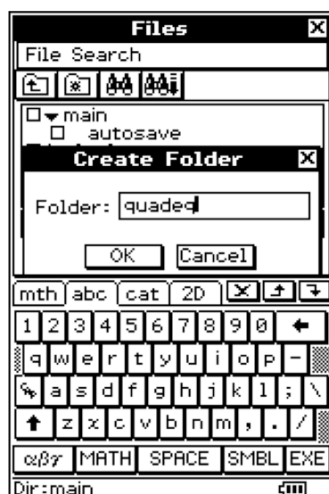 Files X
File Search
main
autosave
Create Folder X
Folder: quadeq
OK Cancel
mth abc cat 2D
1 2 3 4 5 6 7 8 9 0
q w e r t y u i o p -
a s d f g h j k l ; \
z x c v b n m , . /
αβγ MATH SPACE SMBL EXE
Dir:main